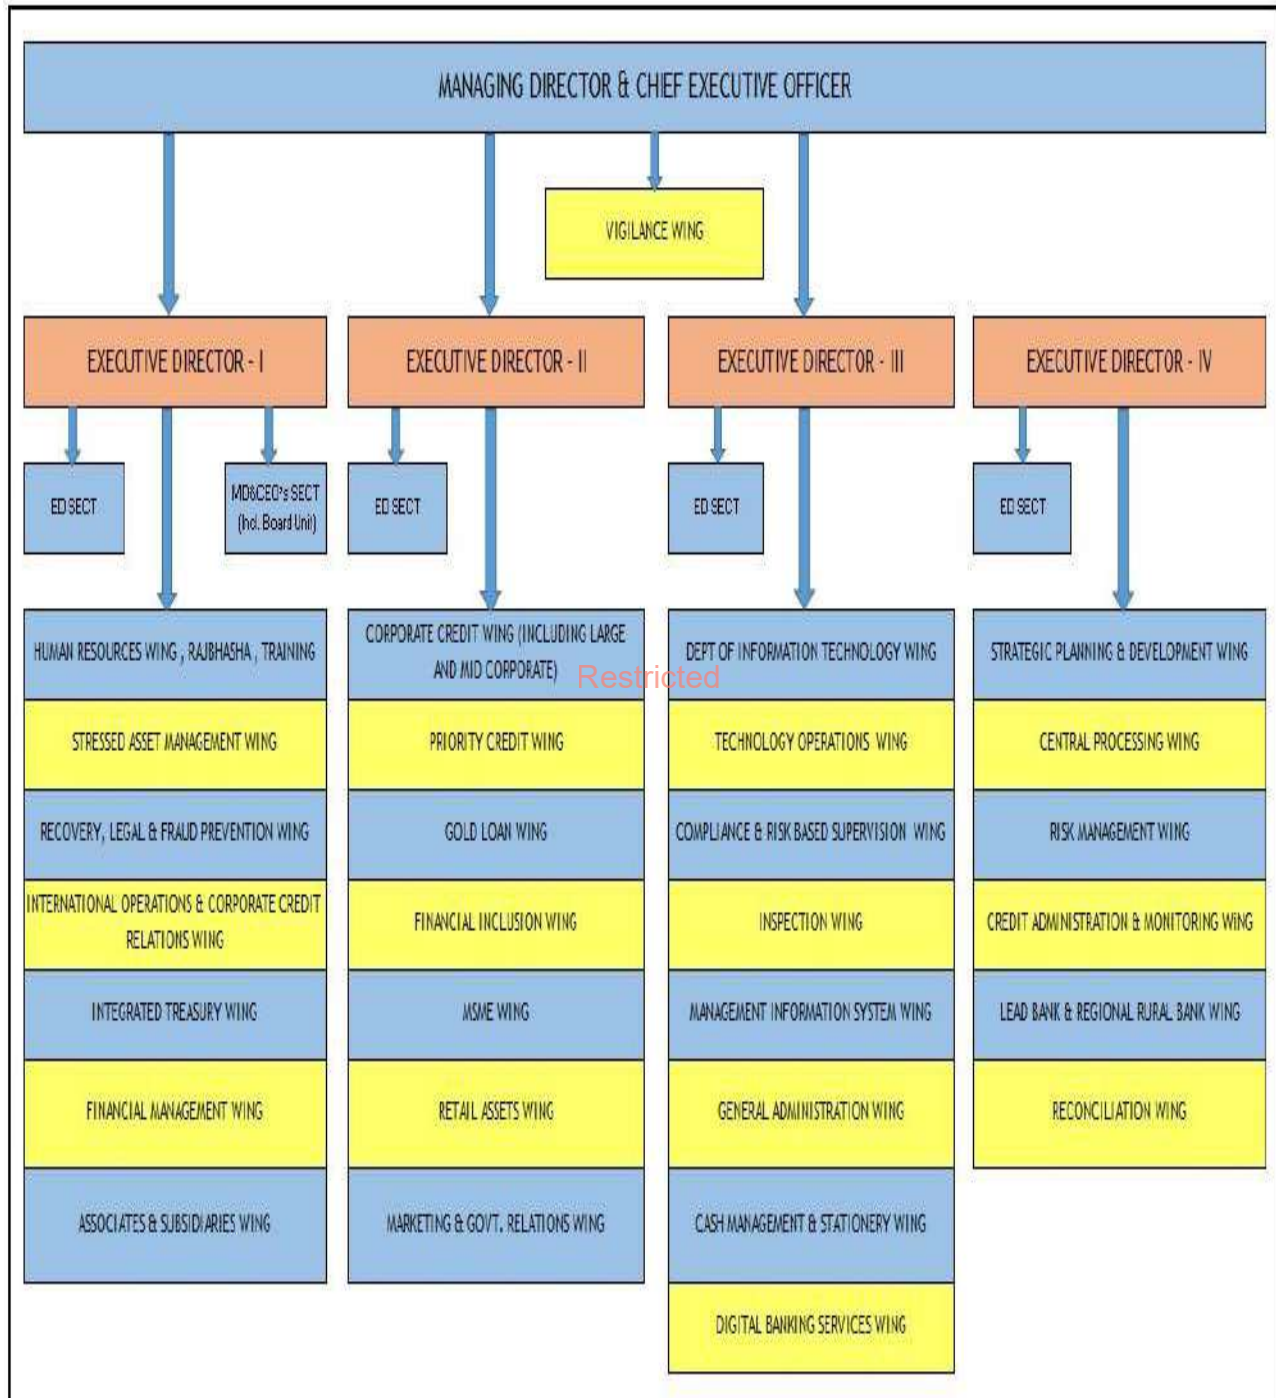 MANAGING DIRECTOR & CHIEF EXECUTIVE OFFICER
VIGILANCE WING
EXECUTIVE DIRECTOR - I
EXECUTIVE DIRECTOR - II
EXECUTIVE DIRECTOR - III
EXECUTIVE DIRECTOR - IV
ED SECT
MD&CEO's SECT
(Incl. Board Unit)
ED SECT
ED SECT
ED SECT
HUMAN RESOURCES WING , RAJBHASHA , TRAINING
STRESSED ASSET MANAGEMENT WING
RECOVERY, LEGAL & FRAUD PREVENTION WING
INTERNATIONAL OPERATIONS & CORPORATE CREDIT
RELATIONS WING
INTEGRATED TREASURY WING
FINANCIAL MANAGEMENT WING
ASSOCIATES & SUBSIDIARIES WING
CORPORATE CREDIT WING (INCLUDING LARGE
AND MID CORPORATE)
Restricted
PRIORITY CREDIT WING
GOLD LOAN WING
FINANCIAL INCLUSION WING
MSME WING
RETAIL ASSETS WING
MARKETING & GOVT. RELATIONS WING
DEPT OF INFORMATION TECHNOLOGY WING
TECHNOLOGY OPERATIONS WING
COMPLIANCE & RISK BASED SUPERVISION WING
INSPECTION WING
MANAGEMENT INFORMATION SYSTEM WING
GENERAL ADMINISTRATION WING
CASH MANAGEMENT & STATIONERY WING
DIGITAL BANKING SERVICES WING
STRATEGIC PLANNING & DEVELOPMENT WING
CENTRAL PROCESSING WING
RISK MANAGEMENT WING
CREDIT ADMINISTRATION & MONITORING WiNG
LEAD BANK & REGIONAL RURAL BANK WING
RECONCILIATION WING